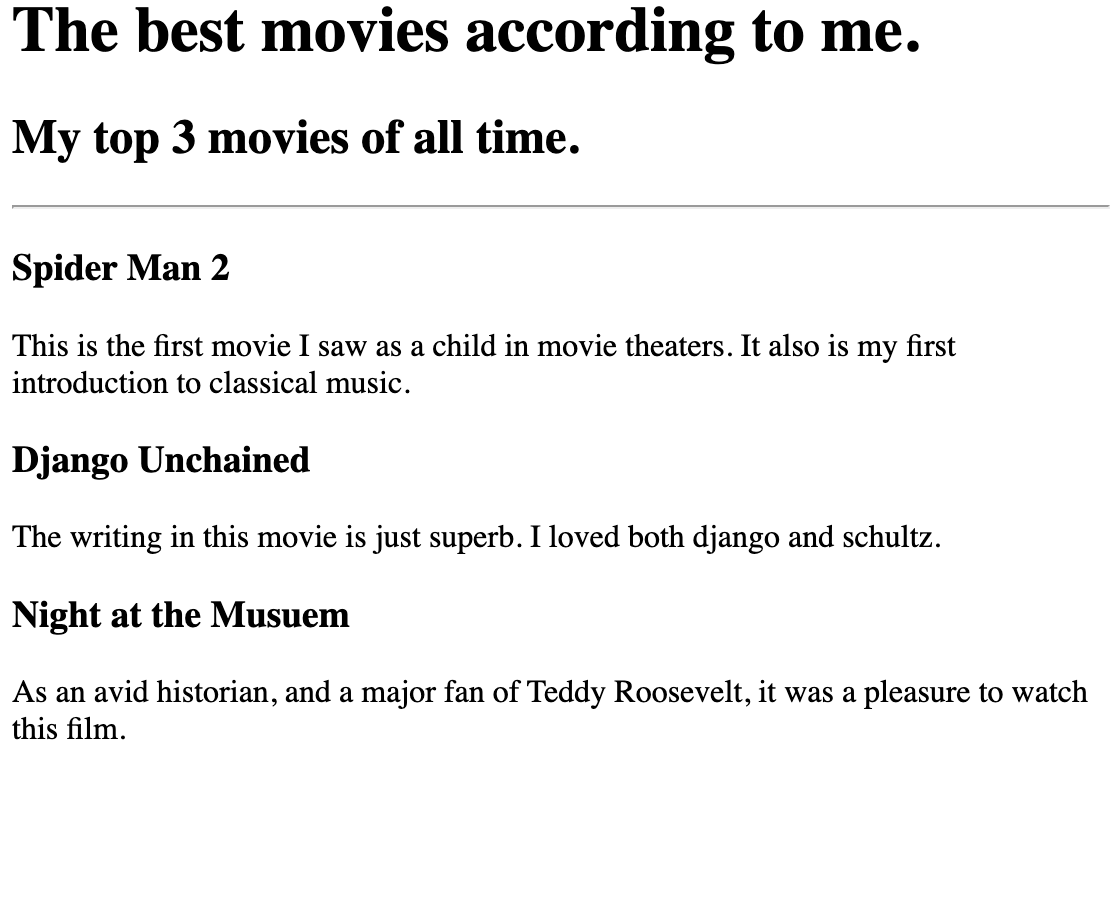 The best movies according to me.
My top 3 movies of all time.
Spider Man 2
This is the first movie I saw as a child in movie theaters. It also is my first
introduction to classical music.
Django Unchained
The writing in this movie is just superb. I loved both django and schultz.
Night at the Musuem
As an avid historian, and a major fan of Teddy Roosevelt, it was a pleasure to watch
this film.